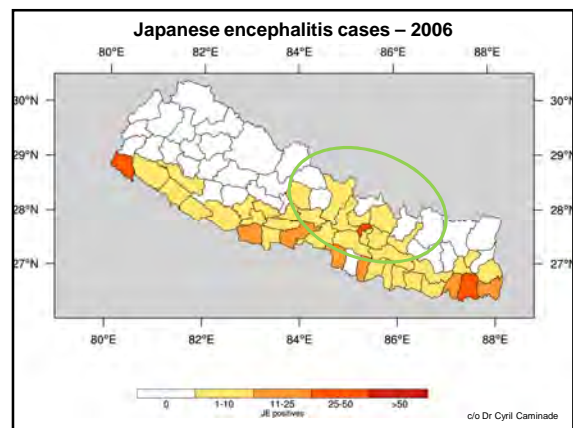 Japanese encephalitis cases – 2006
80°E 82°E 84°E 86°E 88°E
30°N 30°N
29°N 29°N
28°N 28°N
27°N 27°N
80°E 82°E 84°E 86°E 88°E
0 1-10 11-25 25-50 >50
JE positives
c/o Dr Cyril Caminade